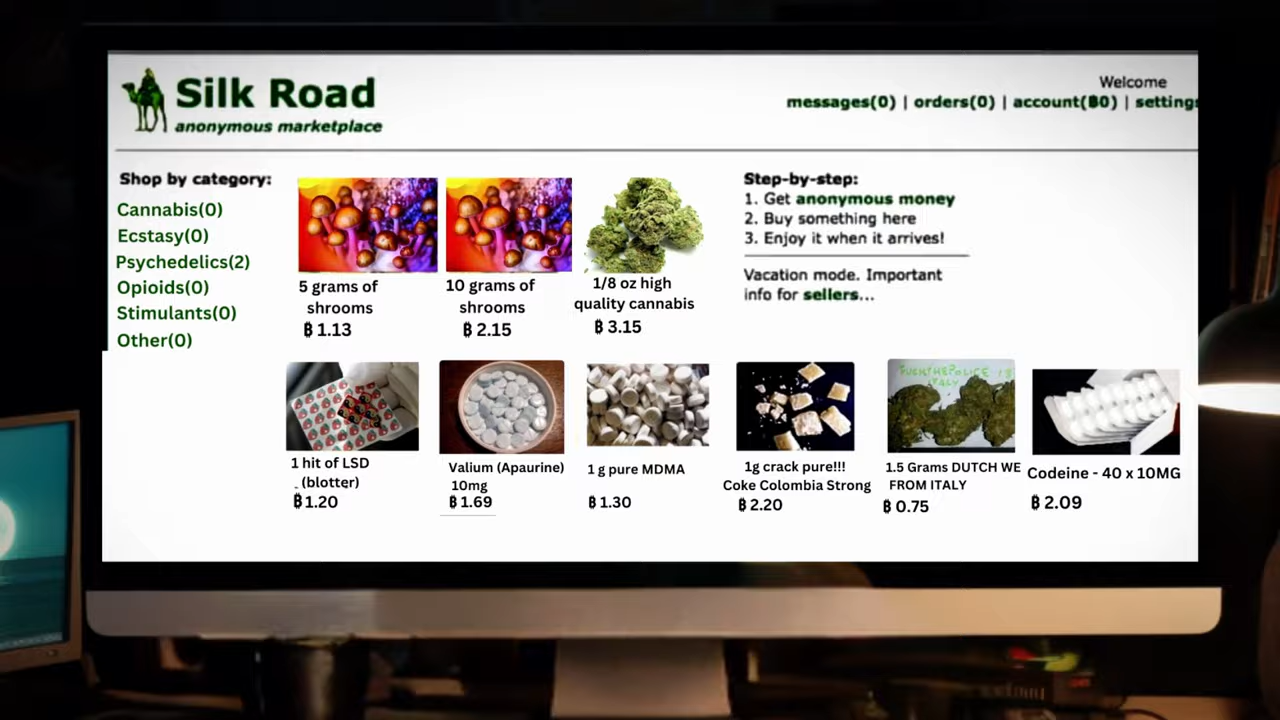 Silk Road
anonymous marketplace
Welcome
messages(0) | orders(0) | account(฿0) | settings
Shop by category:
Cannabis(0)
Ecstasy(0)
Psychedelics(2)
Opioids(0)
Stimulants(0)
Other(0)
5 grams of
shrooms
฿ 1.13
10 grams of
shrooms
฿ 2.15
1/8 oz high
quality cannabis
฿ 3.15
Step-by-step:
1. Get anonymous money
2. Buy something here
3. Enjoy it when it arrives!
Vacation mode. Important
info for sellers...
1 hit of LSD
(blotter)
฿ 1.20
Valium (Apaurine)
10mg
฿ 1.69
1 g pure MDMA
฿ 1.30
1g crack pure!!!
Coke Colombia Strong
฿ 2.20
FUCKTHEPOLICE
ITALY
1.5 Grams DUTCH WE
FROM ITALY
฿ 0.75
Codeine - 40 x 10MG
฿ 2.09